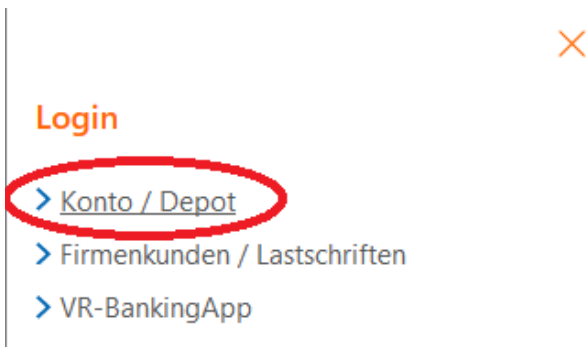 Login
Konto / Depot
Firmenkunden / Lastschriften
VR-BankingApp